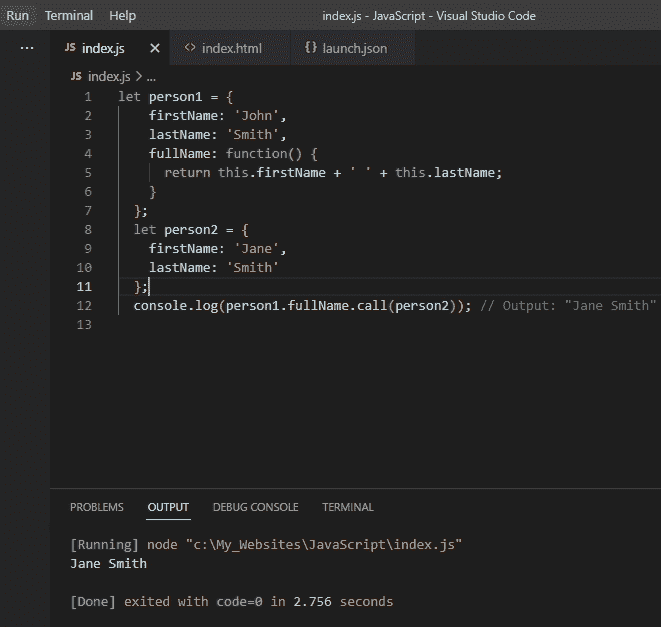 Run Terminal Help index.js - JavaScript - Visual Studio Code
... JS index.js × <> index.html {} launch.json
JS index.js > ...
1 let person1 = {
2 firstName: 'John',
3 lastName: 'Smith',
4 fullName: function() {
5 return this.firstName + ' ' + this.lastName;
6 }
7 };
8 let person2 = {
9 firstName: 'Jane',
10 lastName: 'Smith'
11 };
12 console.log(person1.fullName.call(person2)); // Output: "Jane Smith"
13
PROBLEMS OUTPUT DEBUG CONSOLE TERMINAL
[Running] node "c:\My_Websites\JavaScript\index.js"
Jane Smith
[Done] exited with code=0 in 2.756 seconds